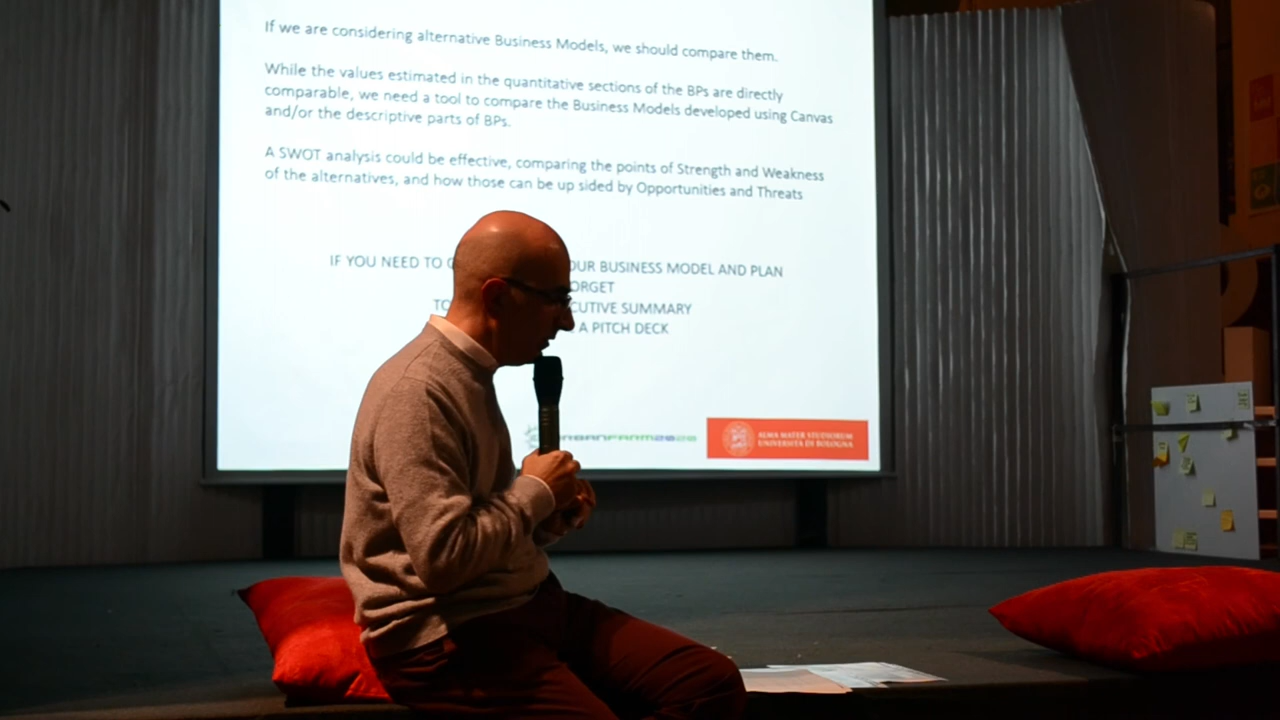 If we are considering alternative Business Models, we should compare them.
While the values estimated in the quantitative sections of the BPs are directly
comparable, we need a tool to compare the Business Models developed using Canvas
and/or the descriptive parts of BPs.
A SWOT analysis could be effective, comparing the points of Strength and Weakness
of the alternatives, and how those can be up sided by Opportunities and Threats
IF YOU NEED TO OUR BUSINESS MODEL AND PLAN
ORGET
TO CUTIVE SUMMARY
A PITCH DECK
URBANFARM2020
ALMA MATER STUDIORUM
UNIVERSITÀ DI BOLOGNA